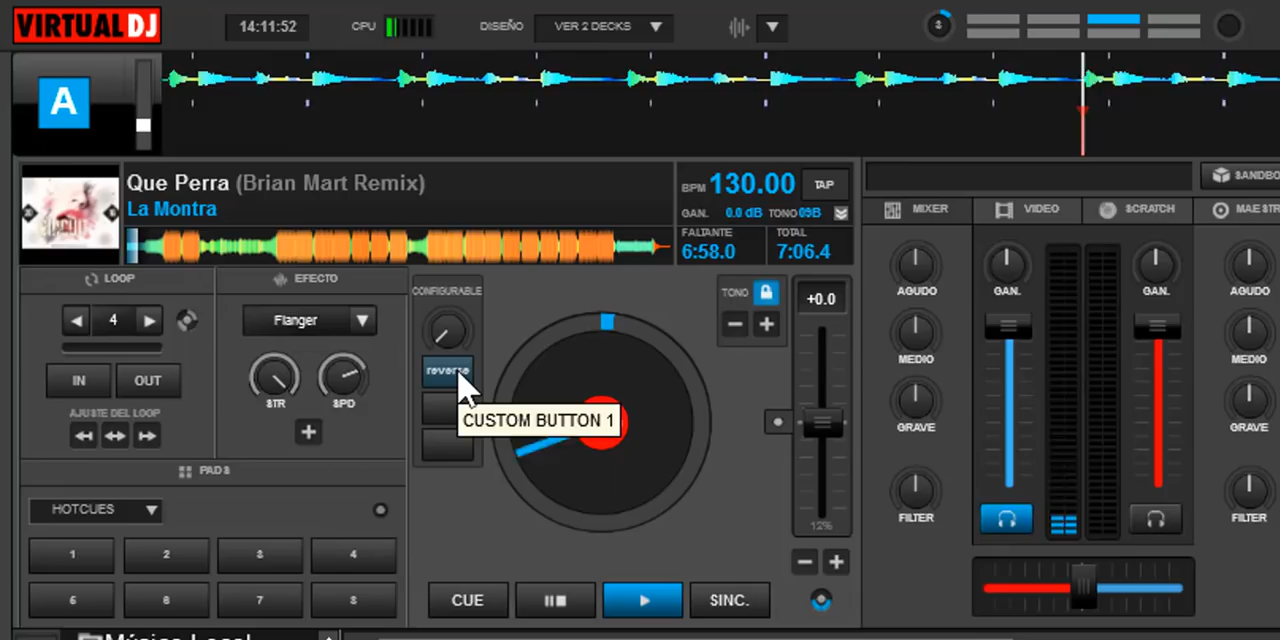 VIRTUAL DJ
14:11:52
CPU
DISEÑO
VER 2 DECKS
A
Que Perra (Brian Mart Remix)
La Montra
BPM 130.00 TAP
GAN. 0.0 dB TONO 09B
FALTANTE TOTAL
6:58.0 7:06.4
SANDBO
MIXER VIDEO SCRATCH MAESTR
LOOP
4
IN OUT
AJUSTE DEL LOOP
EFECTO
Flanger
STR SPD
CONFIGURABLE
reverse
CUSTOM BUTTON 1
TONO
+0.0
12%
PADS
HOTCUES
1 2 3 4
5 6 7 8
CUE
SINC.
AGUDO GAN. GAN. AGUDO
MEDIO MEDIO
GRAVE GRAVE
FILTER FILTER
Música Local